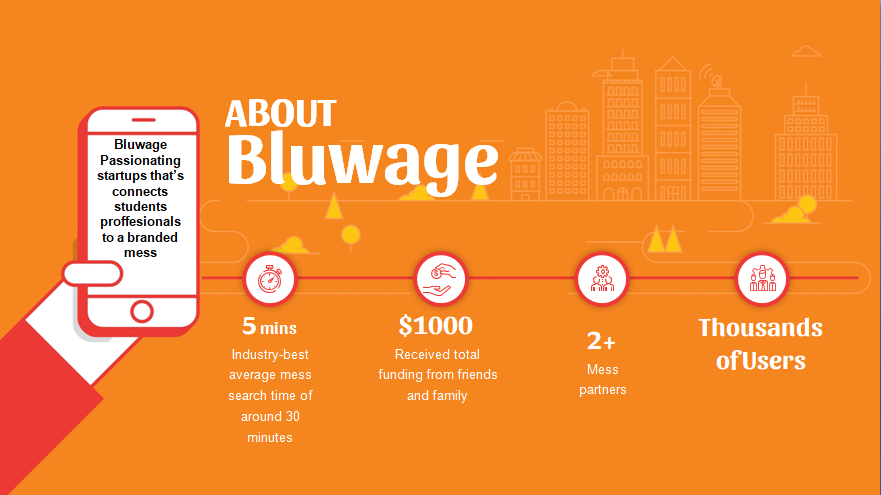 ABOUT
Bluwage
Bluwage
Passionating
startups that's
connects
students
proffesionals
to a branded
mess
5 mins
Industry-best
average mess
search time of
around 30
minutes
$1000
Received total
funding from friends
and family
2+
Mess
partners
Thousands
ofUsers